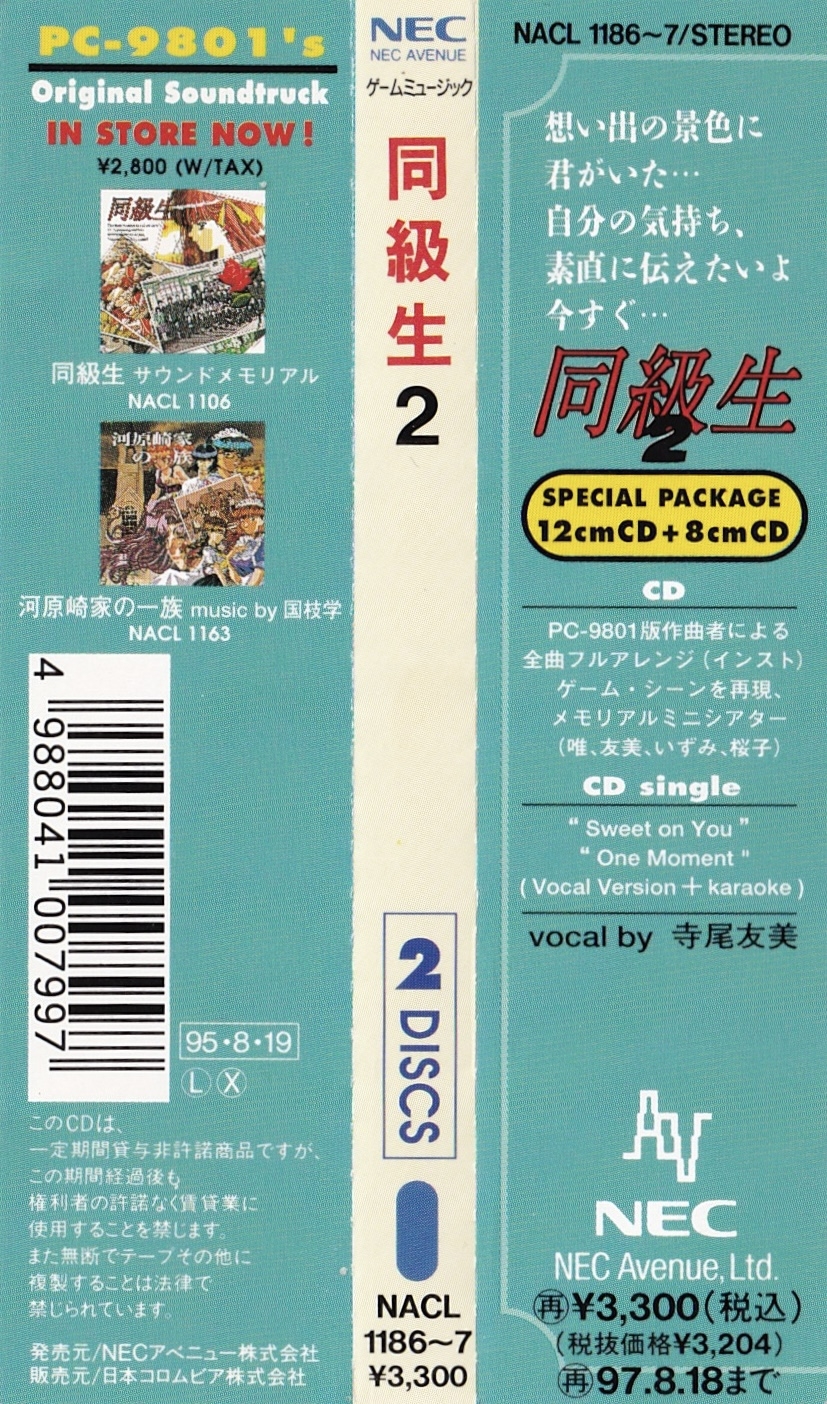 PC-9801's
Original Soundtruck
IN STORE NOW!
¥2,800 (W/TAX)
同級生
同級生 サウンドメモリアル
NACL 1106
河原崎家
の一族
河原崎家の一族 music by 国枝学
NACL 1163
4 988041 007997
95・8・19
Ⓛ Ⓧ
このCDは、
一定期間貸与非許諾商品ですが、
この期間経過後も
権利者の許諾なく賃貸業に
使用することを禁じます。
また無断でテープその他に
複製することは法律で
禁じられています。
発売元/NECアベニュー株式会社
販売元/日本コロムビア株式会社
NEC
NEC AVENUE
ゲームミュージック
同級生2
2 DISCS
NACL
1186〜7
¥3,300
NACL 1186〜7/STEREO
想い出の景色に
君がいた…
自分の気持ち、
素直に伝えたいよ
今すぐ…
同級生
2
SPECIAL PACKAGE
12cmCD+8cmCD
CD
PC-9801版作曲者による
全曲フルアレンジ(インスト)
ゲーム・シーンを再現、
メモリアルミニシアター
(唯、友美、いずみ、桜子)
CD single
“ Sweet on You ”
“ One Moment "
( Vocal Version + karaoke )
vocal by 寺尾友美
NEC
NEC Avenue, Ltd.
再¥3,300(税込)
(税抜価格¥3,204)
再97.8.18まで